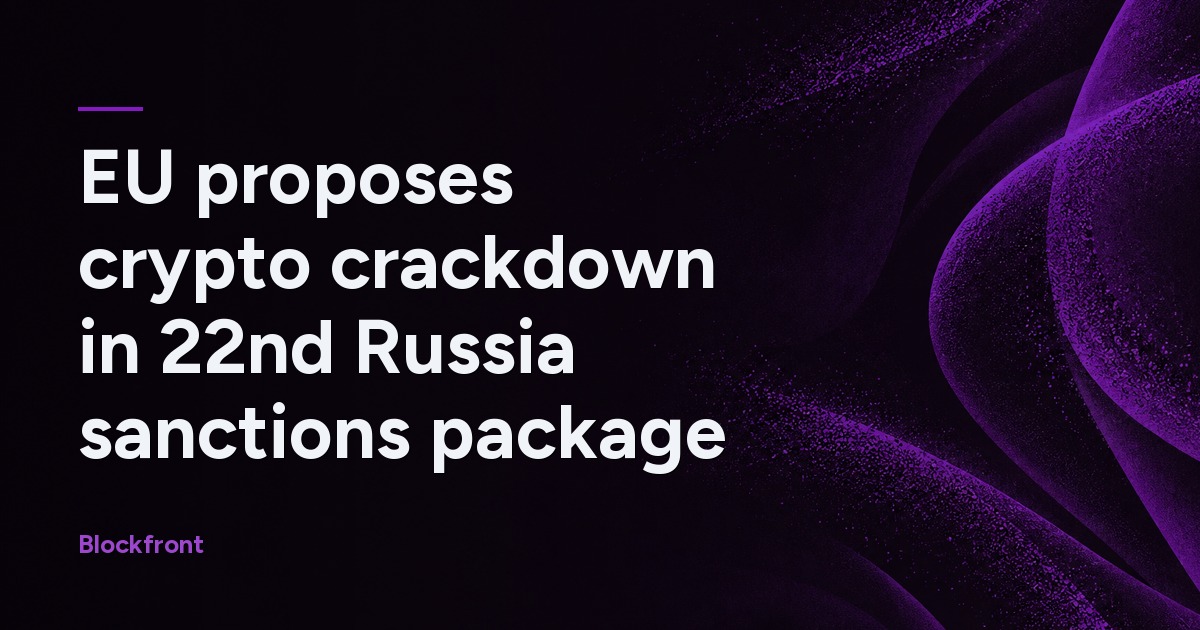 EU proposes
crypto crackdown
in 22nd Russia
sanctions package
Blockfront